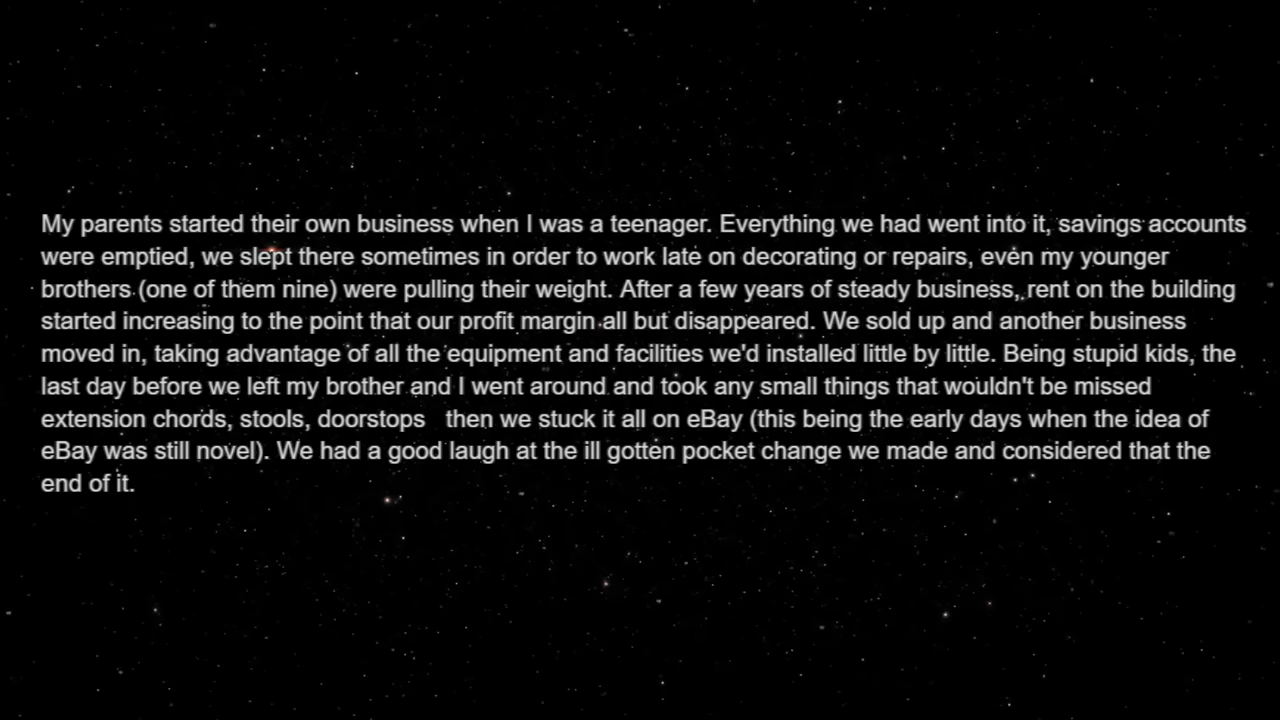 My parents started their own business when I was a teenager. Everything we had went into it, savings accounts
were emptied, we slept there sometimes in order to work late on decorating or repairs, even my younger
brothers (one of them nine) were pulling their weight. After a few years of steady business, rent on the building
started increasing to the point that our profit margin all but disappeared. We sold up and another business
moved in, taking advantage of all the equipment and facilities we'd installed little by little. Being stupid kids, the
last day before we left my brother and I went around and took any small things that wouldn't be missed
extension chords, stools, doorstops   then we stuck it all on eBay (this being the early days when the idea of
eBay was still novel). We had a good laugh at the ill gotten pocket change we made and considered that the
end of it.